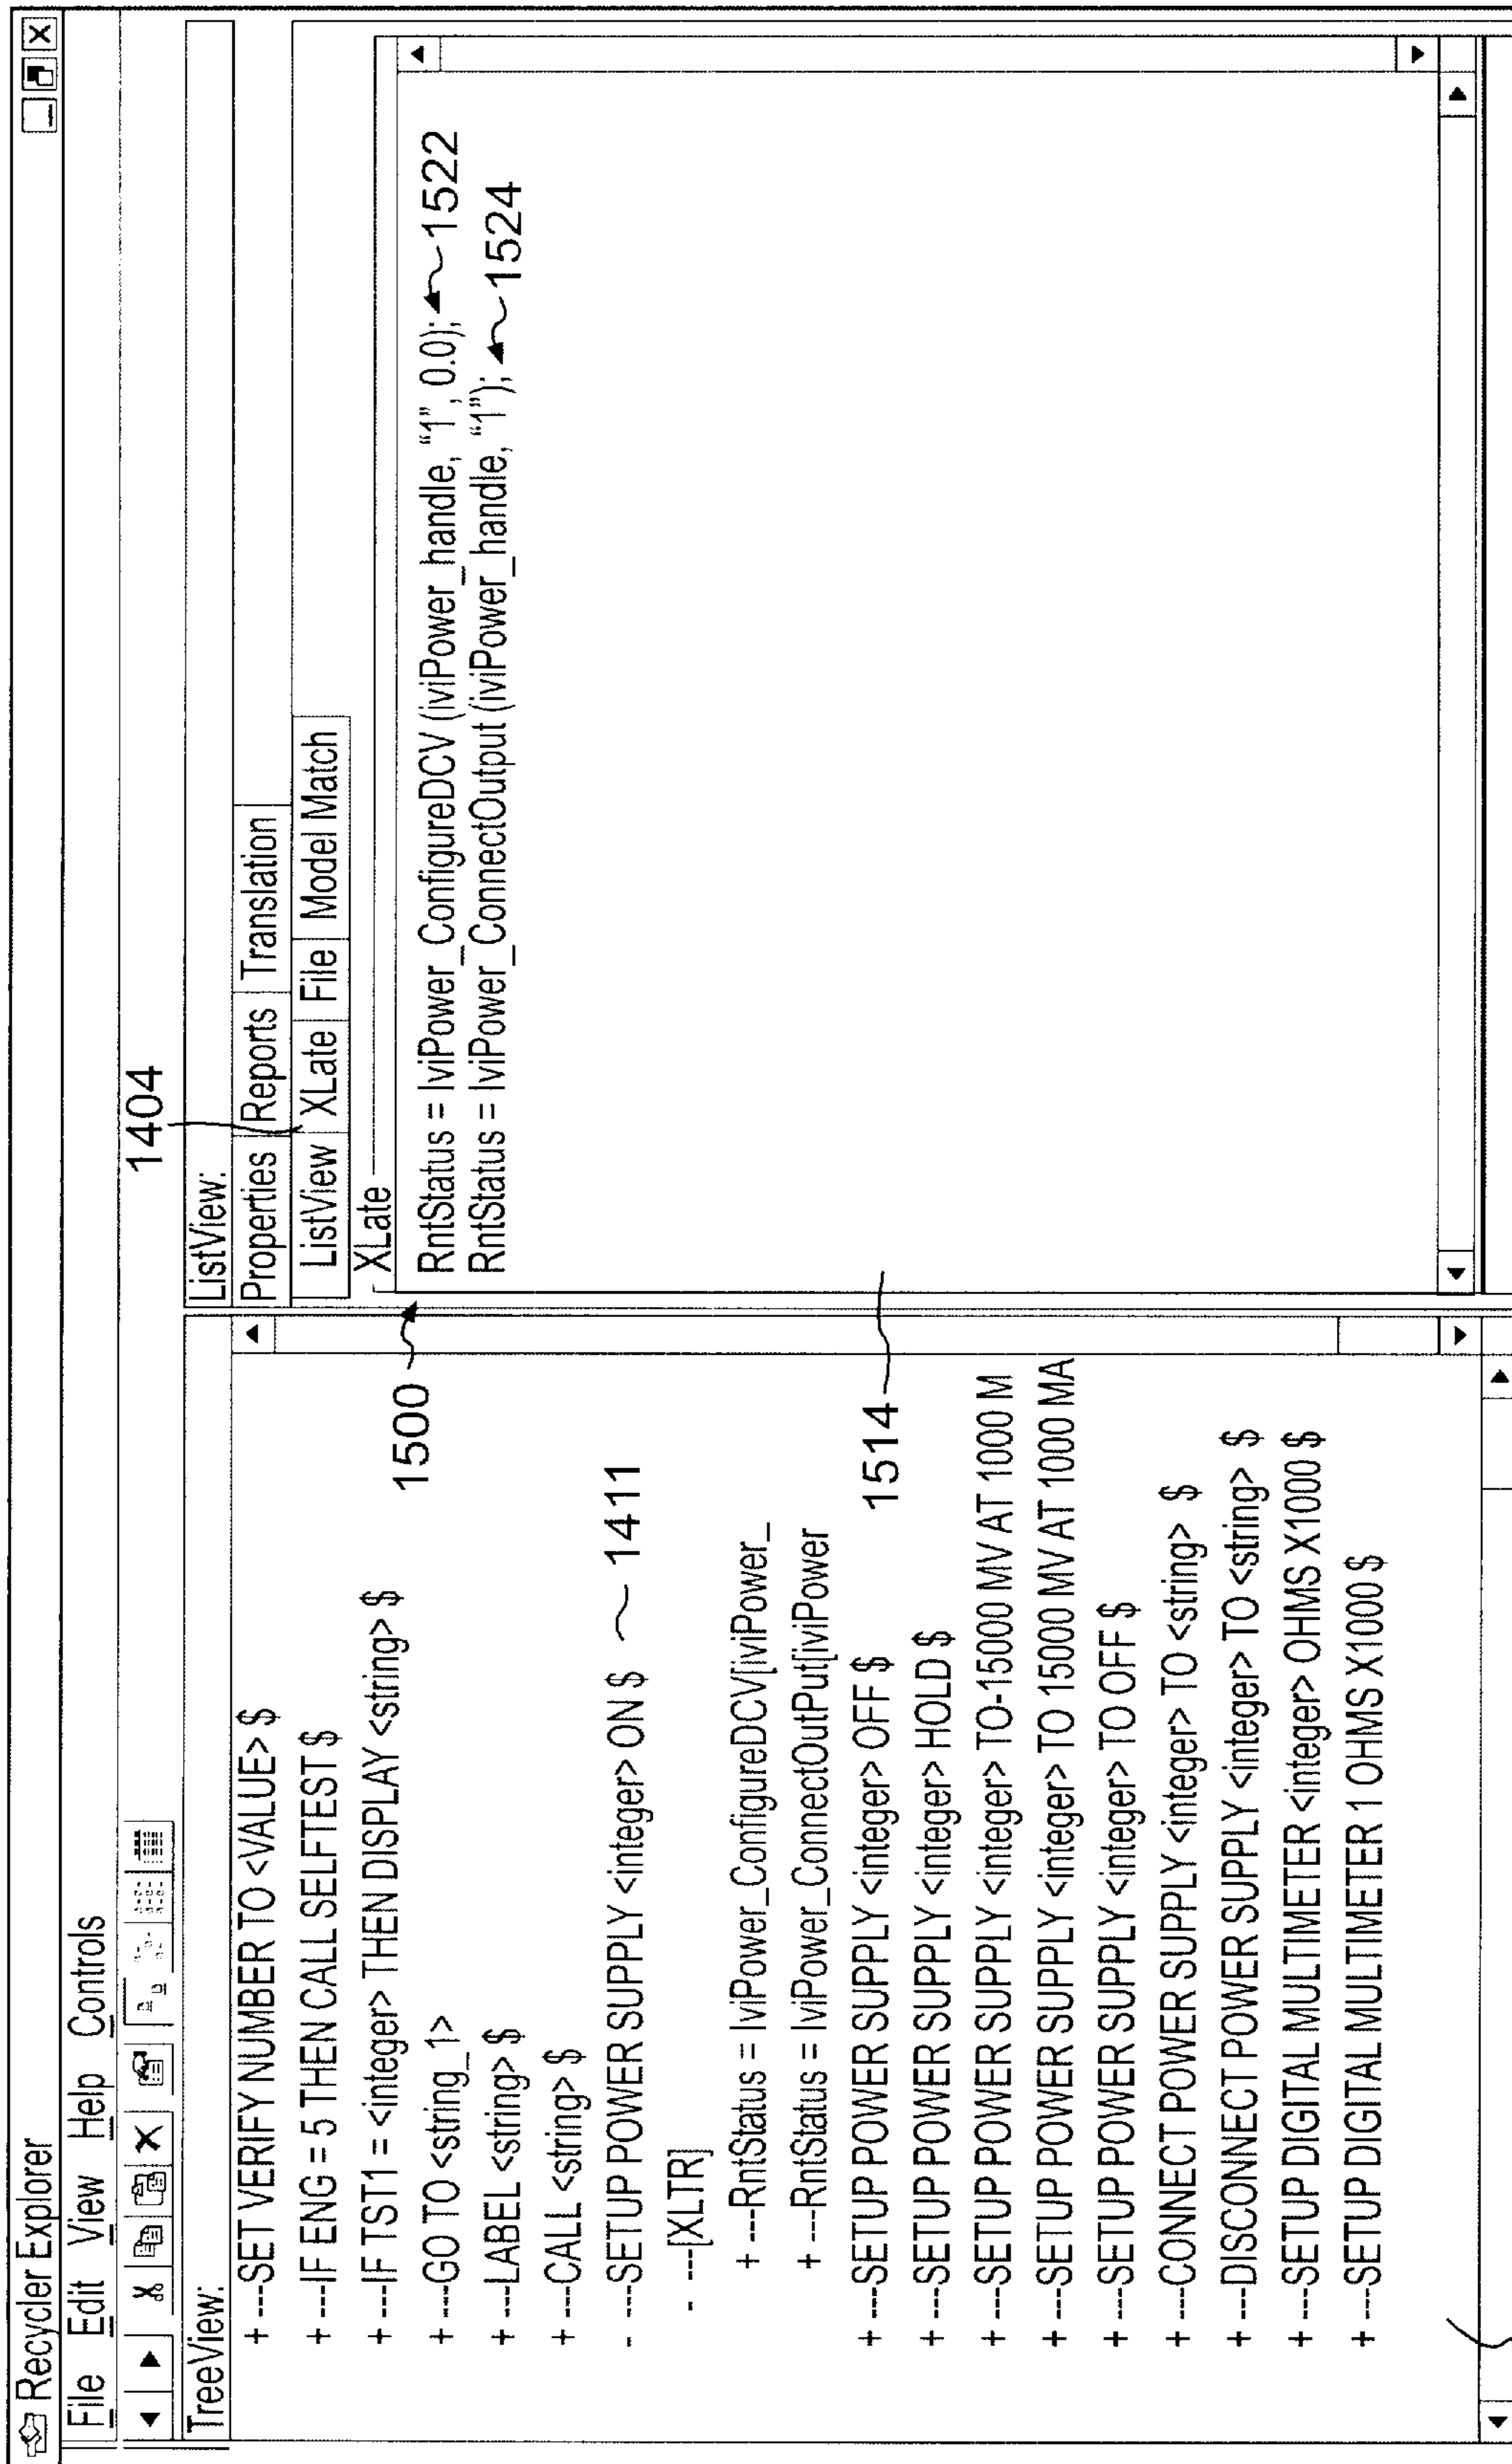 Recycler Explorer
File Edit View Help Controls
1404
TreeView:
+ ----SET VERIFY NUMBER TO <VALUE> $
+ ----IF ENG = 5 THEN CALL SELFTEST $
+ ----IF TST1 = <integer> THEN DISPLAY <string> $
+ ----GO TO <string_1>
+ ----LABEL <string> $
+ ----CALL <string> $
- ----SETUP POWER SUPPLY <integer> ON $ 1411
- ----[XLTR]
+ ----RntStatus = IviPower_ConfigureDCV[iviPower_
+ ----RntStatus = IviPower_ConnectOutPut[iviPower
+ ----SETUP POWER SUPPLY <integer> OFF $
+ ----SETUP POWER SUPPLY <integer> HOLD $
+ ----SETUP POWER SUPPLY <integer> TO-15000 MV AT 1000 M
+ ----SETUP POWER SUPPLY <integer> TO 15000 MV AT 1000 MA
+ ----SETUP POWER SUPPLY <integer> TO OFF $
+ ----CONNECT POWER SUPPLY <integer> TO <string> $
+ ----DISCONNECT POWER SUPPLY <integer> TO <string> $
+ ----SETUP DIGITAL MULTIMETER <integer> OHMS X1000 $
+ ----SETUP DIGITAL MULTIMETER 1 OHMS X1000 $
1500
1514
ListView:
Properties Reports Translation
ListView XLate File Model Match
XLate
RntStatus = IviPower_ConfigureDCV (iviPower_handle, "1", 0.0); 1522
RntStatus = IviPower_ConnectOutput (iviPower_handle, "1"); 1524